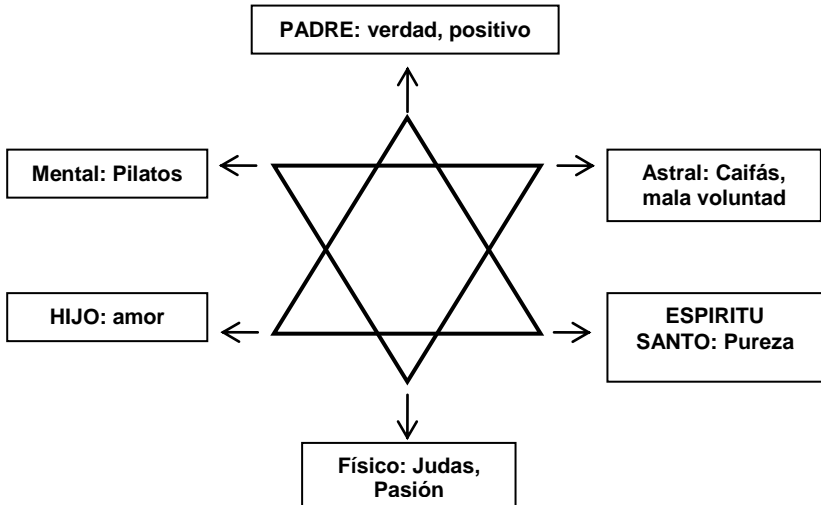 PADRE: verdad, positivo
Mental: Pilatos
Astral: Caifás,
mala voluntad
HIJO: amor
ESPIRITU
SANTO: Pureza
Físico: Judas,
Pasión